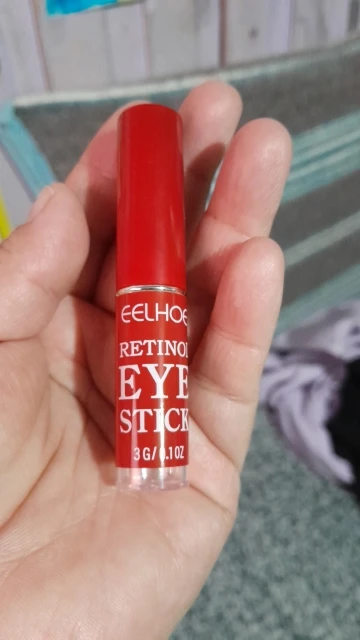 EELHOE
RETINOL
EYE
STICK
3G/0.1OZ